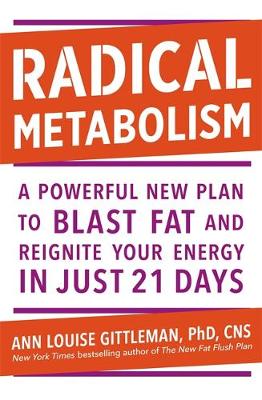 RADICAL
METABOLISM
A POWERFUL NEW PLAN
TO BLAST FAT AND
REIGNITE YOUR ENERGY
IN JUST 21 DAYS
ANN LOUISE GITTLEMAN, PhD, CNS
New York Times bestselling author of The New Fat Flush Plan